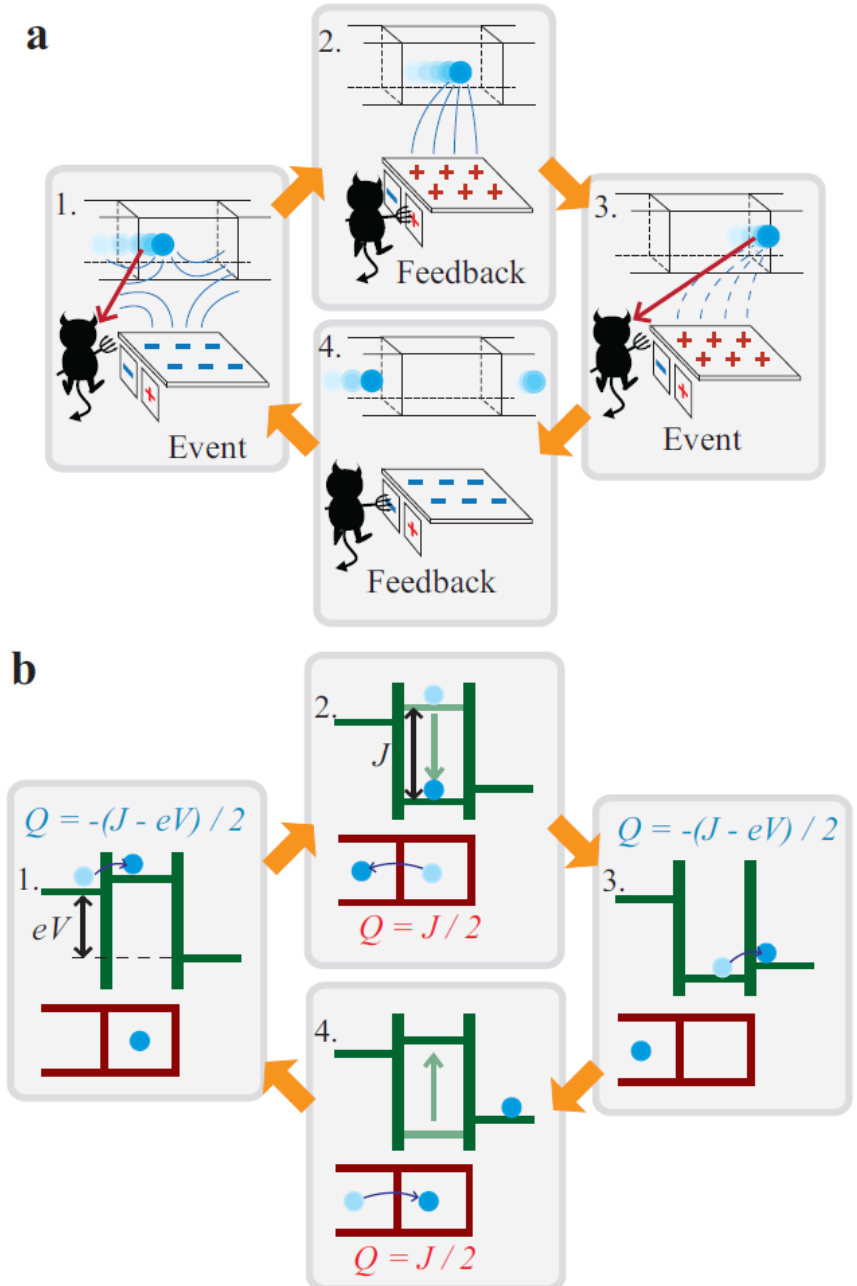 a
1.
Event
2.
Feedback
3.
Event
4.
Feedback
b
Q = -(J - eV) / 2
1.
eV
2.
J
Q = J / 2
Q = -(J - eV) / 2
3.
4.
Q = J / 2